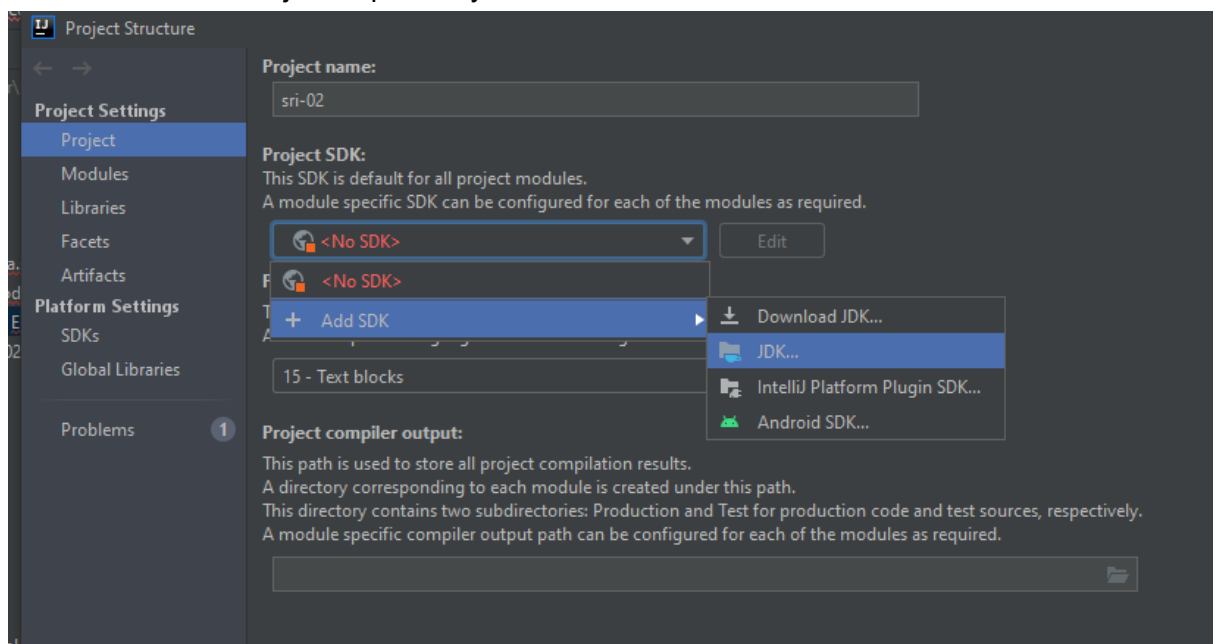 Project Structure
Project name:
sri-02
Project Settings
Project
Modules
Libraries
Facets
Artifacts
Platform Settings
SDKs
Global Libraries
Problems 1
Project SDK:
This SDK is default for all project modules.
A module specific SDK can be configured for each of the modules as required.
<No SDK>
Edit
<No SDK>
Add SDK
Download JDK...
JDK...
IntelliJ Platform Plugin SDK...
Android SDK...
15 - Text blocks
Project compiler output:
This path is used to store all project compilation results.
A directory corresponding to each module is created under this path.
This directory contains two subdirectories: Production and Test for production code and test sources, respectively.
A module specific compiler output path can be configured for each of the modules as required.